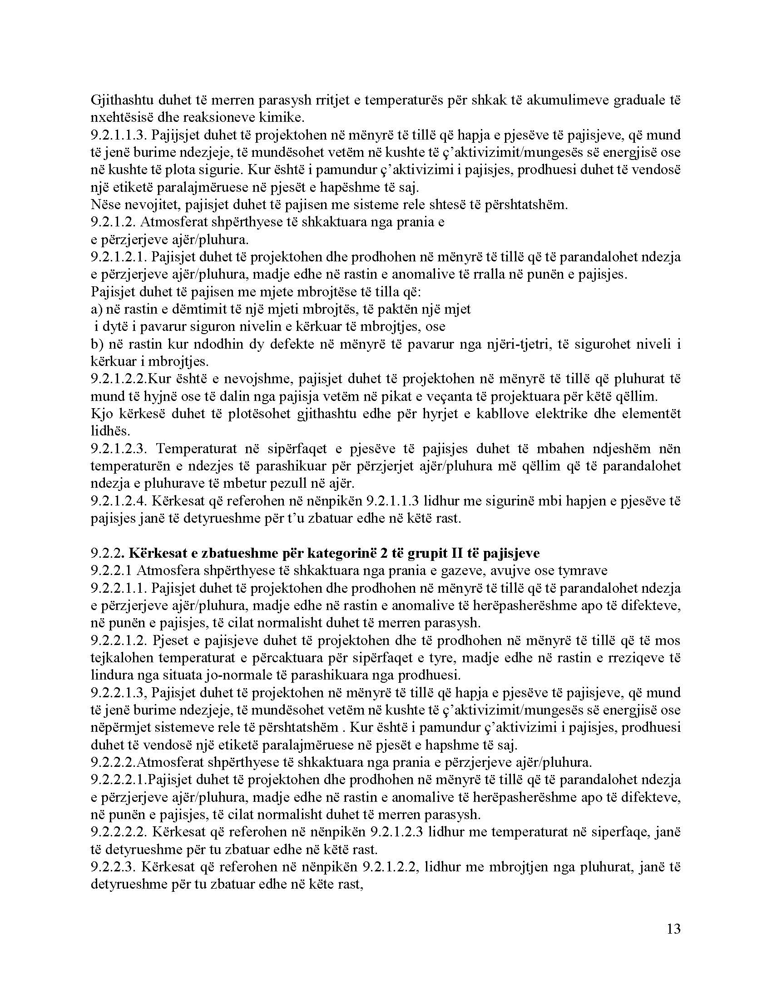 Gjithashtu duhet të merren parasysh rritjet e temperaturës për shkak të akumulimeve graduale të
nxehtësisë dhe reaksioneve kimike.
9.2.1.1.3. Pajijsjet duhet të projektohen në mënyrë të tillë që hapja e pjesëve të pajisjeve, që mund
të jenë burime ndezjeje, të mundësohet vetëm në kushte të ç’aktivizimit/mungesës së energjisë ose
në kushte të plota sigurie. Kur është i pamundur ç’aktivizimi i pajisjes, prodhuesi duhet të vendosë
një etiketë paralajmëruese në pjesët e hapëshme të saj.
Nëse nevojitet, pajisjet duhet të pajisen me sisteme rele shtesë të përshtatshëm.
9.2.1.2. Atmosferat shpërthyese të shkaktuara nga prania e
e përzjerjeve ajër/pluhura.
9.2.1.2.1. Pajisjet duhet të projektohen dhe prodhohen në mënyrë të tillë që të parandalohet ndezja
e përzjerjeve ajër/pluhura, madje edhe në rastin e anomalive të rralla në punën e pajisjes.
Pajisjet duhet të pajisen me mjete mbrojtëse të tilla që:
a) në rastin e dëmtimit të një mjeti mbrojtës, të paktën një mjet
i dytë i pavarur siguron nivelin e kërkuar të mbrojtjes, ose
b) në rastin kur ndodhin dy defekte në mënyrë të pavarur nga njëri-tjetri, të sigurohet niveli i
kërkuar i mbrojtjes.
9.2.1.2.2.Kur është e nevojshme, pajisjet duhet të projektohen në mënyrë të tillë që pluhurat të
mund të hyjnë ose të dalin nga pajisja vetëm në pikat e veçanta të projektuara për këtë qëllim.
Kjo kërkesë duhet të plotësohet gjithashtu edhe për hyrjet e kabllove elektrike dhe elementët
lidhës.
9.2.1.2.3. Temperaturat në sipërfaqet e pjesëve të pajisjes duhet të mbahen ndjeshëm nën
temperaturën e ndezjes të parashikuar për përzjerjet ajër/pluhura më qëllim që të parandalohet
ndezja e pluhurave të mbetur pezull në ajër.
9.2.1.2.4. Kërkesat që referohen në nënpikën 9.2.1.1.3 lidhur me sigurinë mbi hapjen e pjesëve të
pajisjes janë të detyrueshme për t’u zbatuar edhe në këtë rast.
9.2.2. Kërkesat e zbatueshme për kategorinë 2 të grupit II të pajisjeve
9.2.2.1 Atmosfera shpërthyese të shkaktuara nga prania e gazeve, avujve ose tymrave
9.2.2.1.1. Pajisjet duhet të projektohen dhe prodhohen në mënyrë të tillë që të parandalohet ndezja
e përzjerjeve ajër/pluhura, madje edhe në rastin e anomalive të herëpasherëshme apo të difekteve,
në punën e pajisjes, të cilat normalisht duhet të merren parasysh.
9.2.2.1.2. Pjeset e pajisjeve duhet të projektohen dhe të prodhohen në mënyrë të tillë që të mos
tejkalohen temperaturat e përcaktuara për sipërfaqet e tyre, madje edhe në rastin e rreziqeve të
lindura nga situata jo-normale të parashikuara nga prodhuesi.
9.2.2.1.3, Pajisjet duhet të projektohen në mënyrë të tillë që hapja e pjesëve të pajisjeve, që mund
të jenë burime ndezjeje, të mundësohet vetëm në kushte të ç’aktivizimit/mungesës së energjisë ose
nëpërmjet sistemeve rele të përshtatshëm . Kur është i pamundur ç’aktivizimi i pajisjes, prodhuesi
duhet të vendosë një etiketë paralajmëruese në pjesët e hapshme të saj.
9.2.2.2.Atmosferat shpërthyese të shkaktuara nga prania e përzjerjeve ajër/pluhura.
9.2.2.2.1.Pajisjet duhet të projektohen dhe prodhohen në mënyrë të tillë që të parandalohet ndezja
e përzjerjeve ajër/pluhura, madje edhe në rastin e anomalive të herëpasherëshme apo të difekteve,
në punën e pajisjes, të cilat normalisht duhet të merren parasysh.
9.2.2.2.2. Kërkesat që referohen në nënpikën 9.2.1.2.3 lidhur me temperaturat në siperfaqe, janë
të detyrueshme për tu zbatuar edhe në këtë rast.
9.2.2.3. Kërkesat që referohen në nënpikën 9.2.1.2.2, lidhur me mbrojtjen nga pluhurat, janë të
detyrueshme për tu zbatuar edhe në këte rast,
13